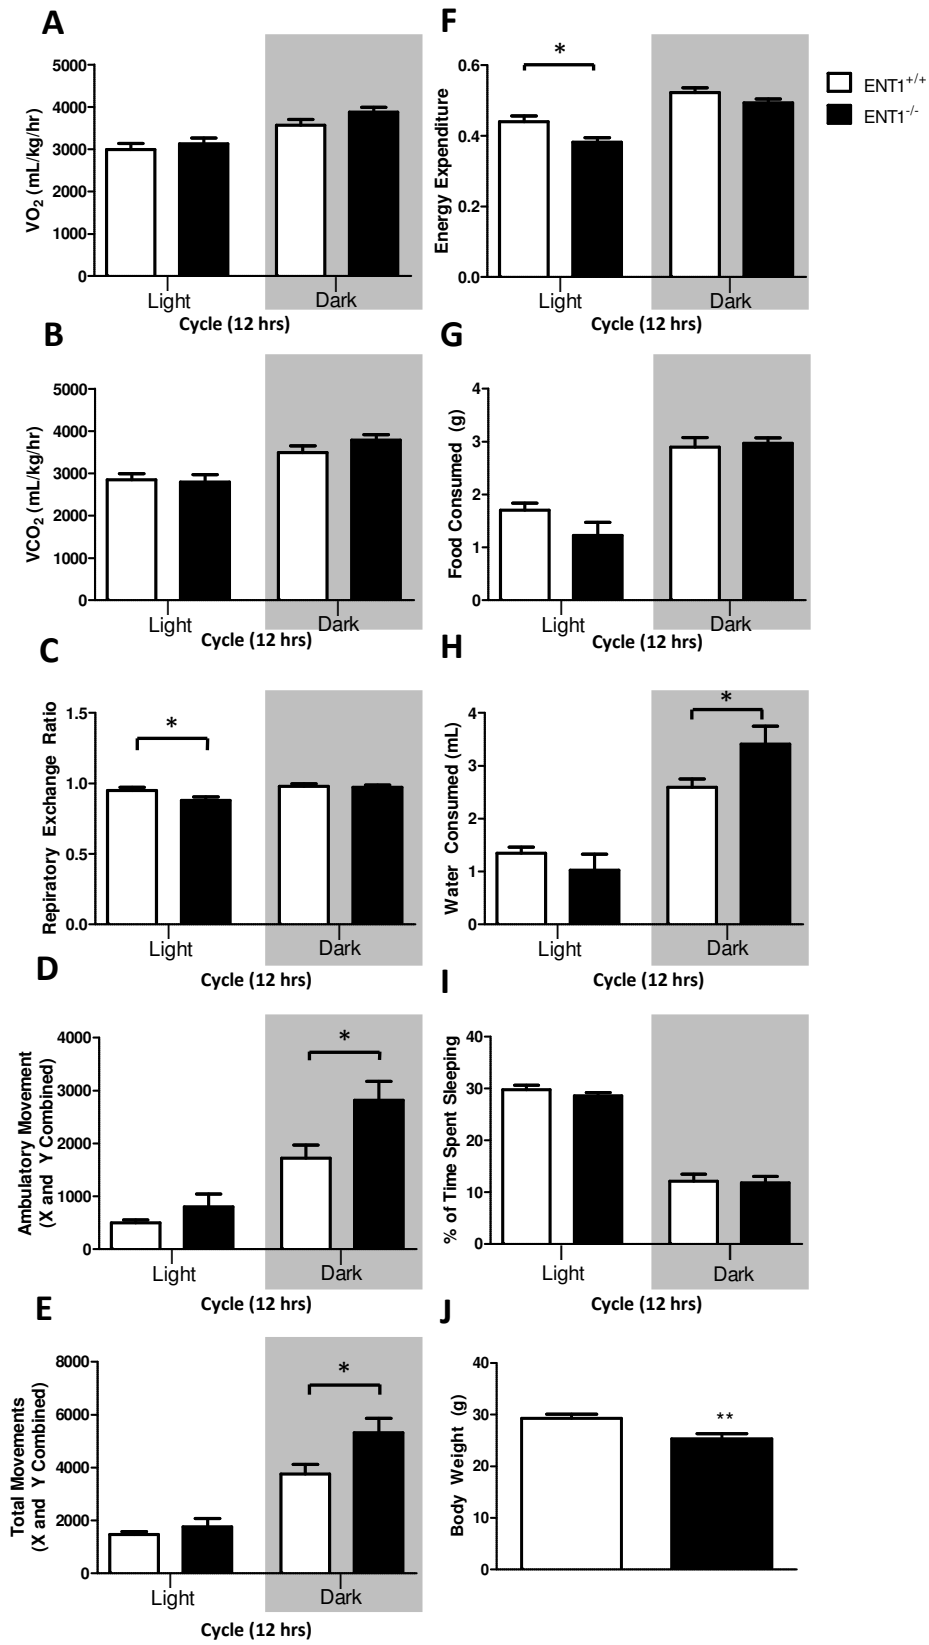 A
5000
4000
3000
2000
1000
0
VO2 (mL/kg/hr)
Light
Dark
Cycle (12 hrs)
B
5000
4000
3000
2000
1000
0
VCO2 (mL/kg/hr)
Light
Dark
Cycle (12 hrs)
C
1.5
1.0
0.5
0.0
Repiratory Exchange Ratio
*
Light
Dark
Cycle (12 hrs)
D
4000
3000
2000
1000
0
Ambulatory Movement
(X and Y Combined)
*
Light
Dark
Cycle (12 hrs)
E
8000
6000
4000
2000
0
Total Movements
(X and Y Combined)
*
Light
Dark
Cycle (12 hrs)
F
0.6
0.4
0.2
0.0
Energy Expenditure
*
Light
Dark
Cycle (12 hrs)
ENT1+/+
ENT1-/-
G
4
3
2
1
0
Food Consumed (g)
Light
Dark
Cycle (12 hrs)
H
4
3
2
1
0
Water Consumed (mL)
*
Light
Dark
Cycle (12 hrs)
I
40
30
20
10
0
% of Time Spent Sleeping
Light
Dark
Cycle (12 hrs)
J
40
30
20
10
0
Body Weight (g)
**